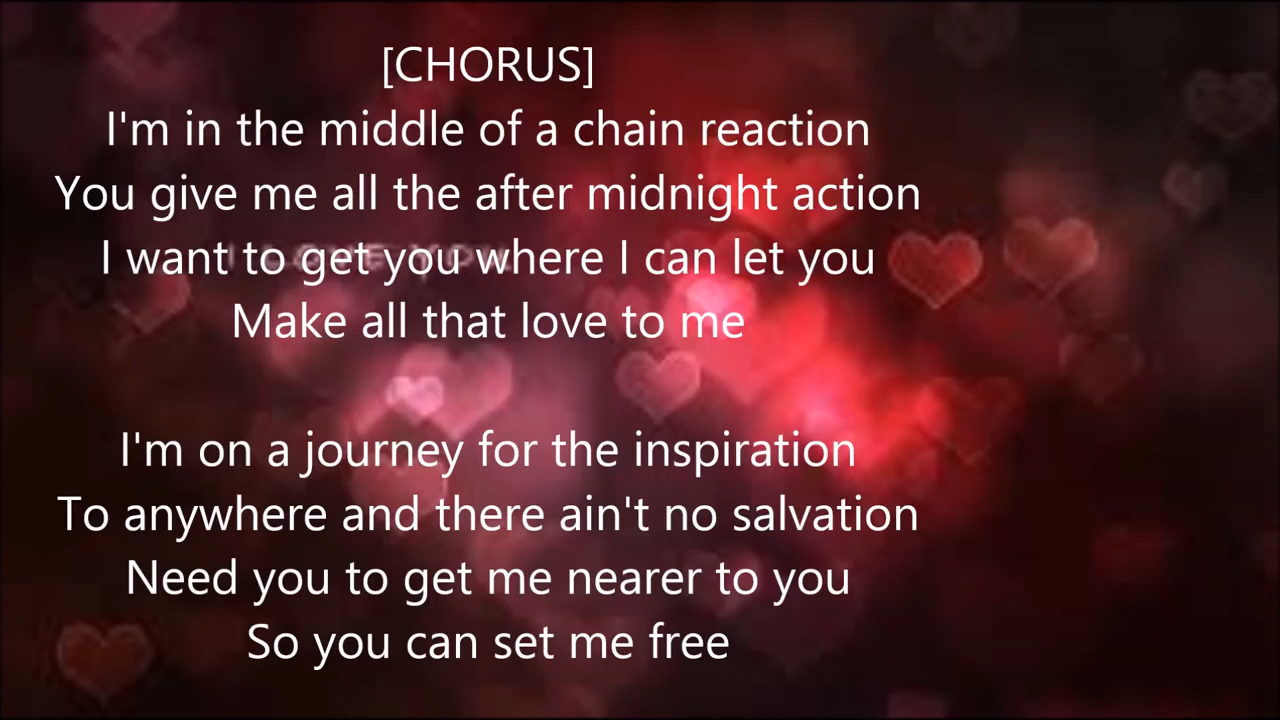 [CHORUS]
I'm in the middle of a chain reaction
You give me all the after midnight action
I want to get you where I can let you
Make all that love to me
I'm on a journey for the inspiration
To anywhere and there ain't no salvation
Need you to get me nearer to you
So you can set me free